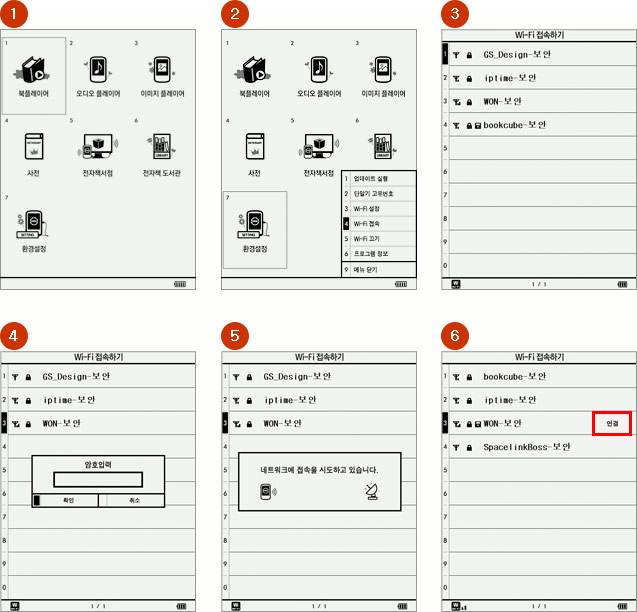 1
1
북플레이어
2
오디오 플레이어
3
이미지 플레이어
4
DICTIONARY
사전
5
전자책서점
6
LIBRARY
전자책 도서관
7
SETTING
환경설정
2
1
북플레이어
2
오디오 플레이어
3
이미지 플레이어
4
DICTIONARY
사전
5
전자책서점
6
LIBRARY
7
SETTING
환경설정
1 업데이트 실행
2 단말기 고유번호
3 Wi-Fi 설정
4 Wi-Fi 접속
5 Wi-Fi 끄기
6 프로그램 정보
9 메뉴 닫기
3
Wi-Fi 접속하기
1 GS_Design-보안
2 iptime-보안
3 WON-보안
4 bookcube-보안
5
6
7
8
9
0
1 / 1
4
Wi-Fi 접속하기
1 GS_Design-보안
2 iptime-보안
3 WON-보안
4
5
6
7
8
9
0
암호입력
확인 취소
1 / 1
5
Wi-Fi 접속하기
1 GS_Design-보안
2 iptime-보안
3 WON-보안
4
5
6
7
8
9
0
네트워크에 접속을 시도하고 있습니다.
1 / 1
6
Wi-Fi 접속하기
1 bookcube-보안
2 iptime-보안
3 WON-보안 연결
4 SpacelinkBoss-보안
5
6
7
8
9
0
1 / 1